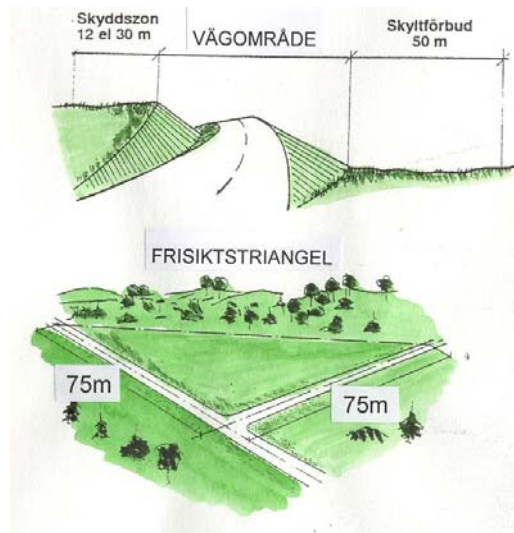 Skyddszon
12 el 30 m
VÄGOMRÅDE
Skyltförbud
50 m
FRISIKTSTRIANGEL
75m
75m